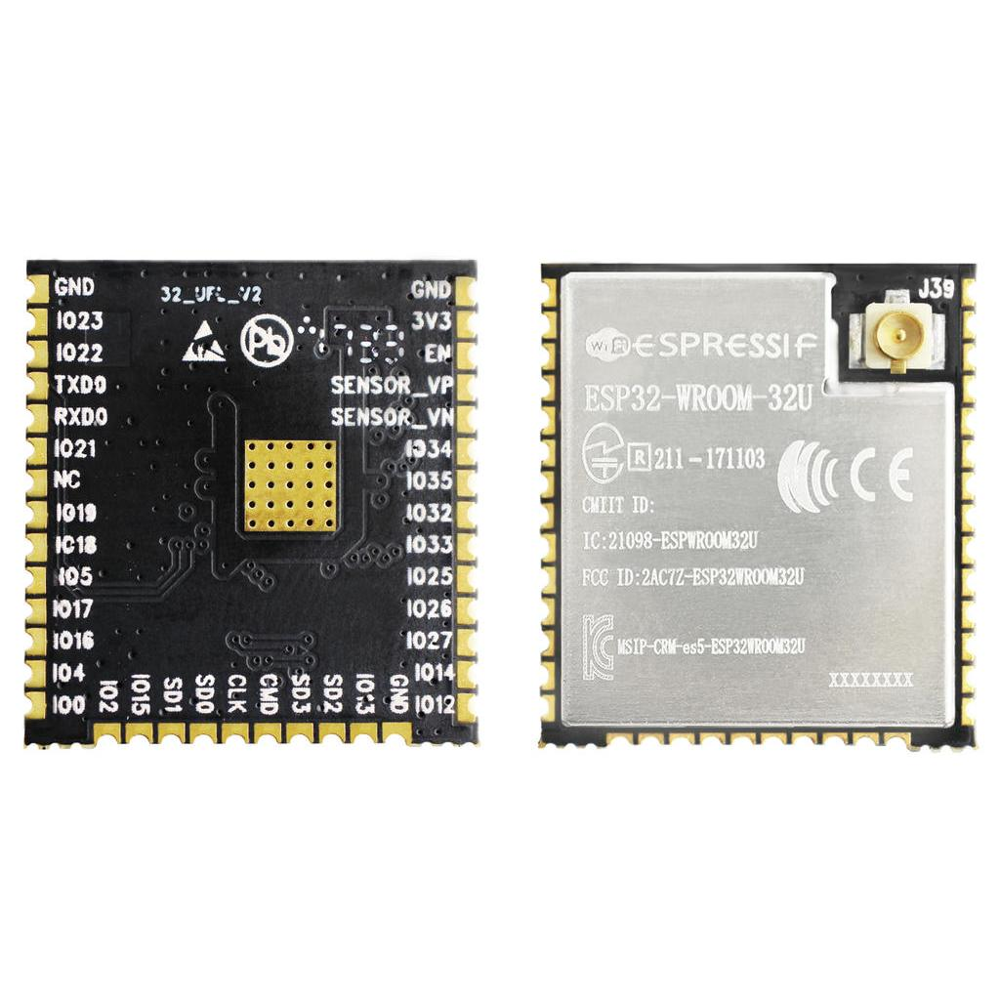 32_UFL_V2
Pb
GND
IO23
IO22
TXD0
RXD0
IO21
NC
IO19
IO18
IO5
IO17
IO16
IO4
IO0
IO2
IO15
SD1
SD0
CLK
CMD
SD3
SD2
IO13
GND
GND
3V3
EN
SENSOR_VP
SENSOR_VN
IO34
IO35
IO32
IO33
IO25
IO26
IO27
IO14
IO12
J39
WiFi ESPRESSIF
ESP32-WROOM-32U
R 211-171103 CE
CMIIT ID:
IC:21098-ESPWROOM32U
FCC ID:2AC7Z-ESP32WROOM32U
MSIP-CRM-es5-ESP32WROOM32U
XXXXXXXX